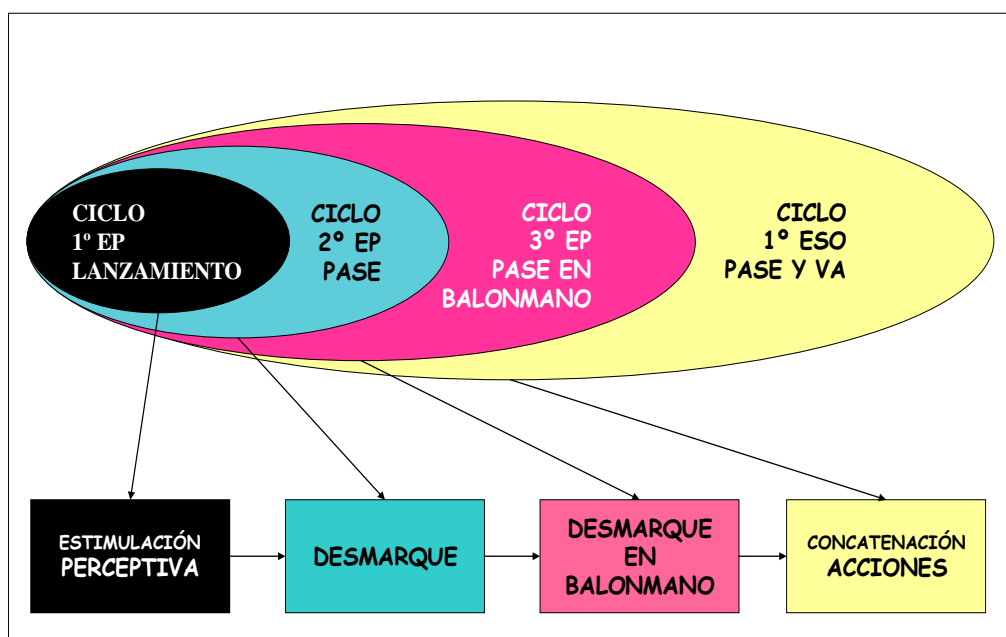 CICLO
1º EP
LANZAMIENTO
CICLO
2º EP
PASE
CICLO
3º EP
PASE EN
BALONMANO
CICLO
1º ESO
PASE Y VA
ESTIMULACIÓN
PERCEPTIVA
DESMARQUE
DESMARQUE
EN
BALONMANO
CONCATENACIÓN
ACCIONES